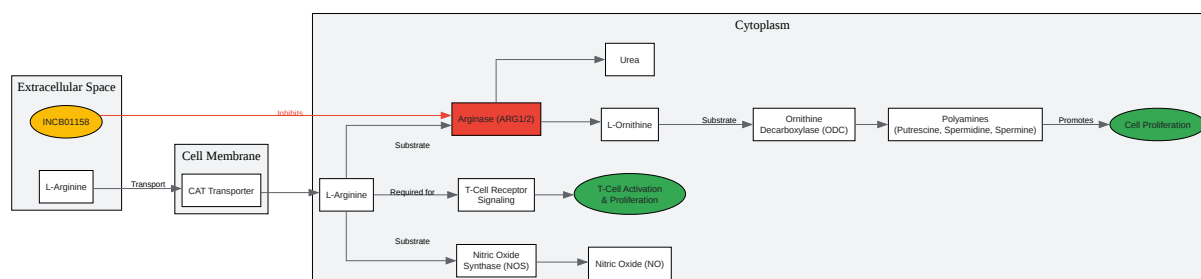 Cytoplasm
Urea
Extracellular Space
INCB01158
Inhibits
Arginase (ARG1/2)
L-Ornithine
Substrate
Ornithine
Decarboxylase (ODC)
Polyamines
(Putrescine, Spermidine, Spermine)
Promotes
Cell Proliferation
Substrate
Cell Membrane
L-Arginine
Transport
CAT Transporter
L-Arginine
Required for
T-Cell Receptor
Signaling
T-Cell Activation
& Proliferation
Substrate
Nitric Oxide
Synthase (NOS)
Nitric Oxide (NO)